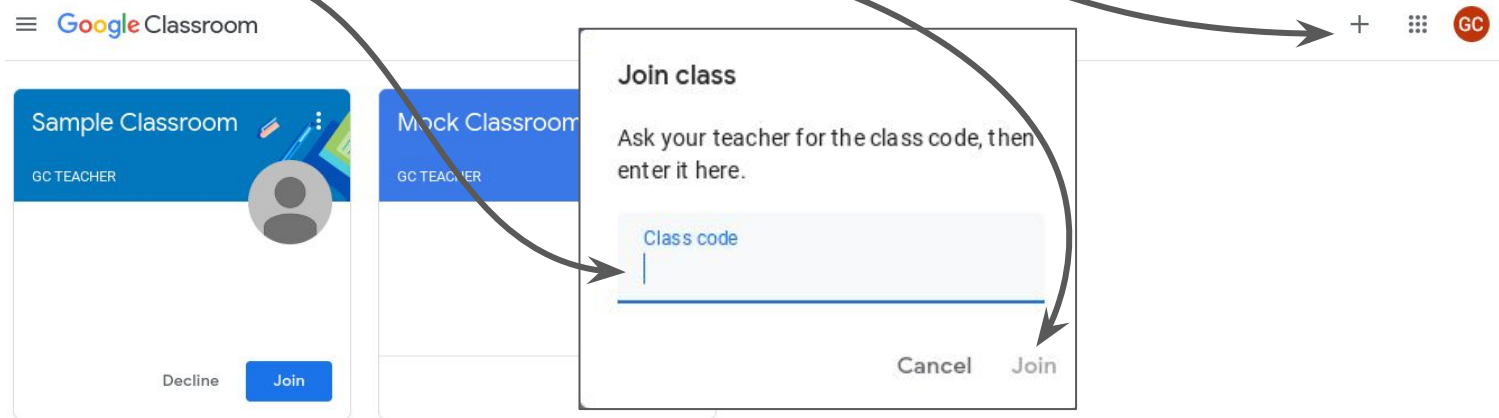 Google Classroom
GC
Sample Classroom
GC TEACHER
Decline
Join
Mock Classroom
GC TEACHER
Join class
Ask your teacher for the class code, then
enter it here.
Class code
Cancel
Join